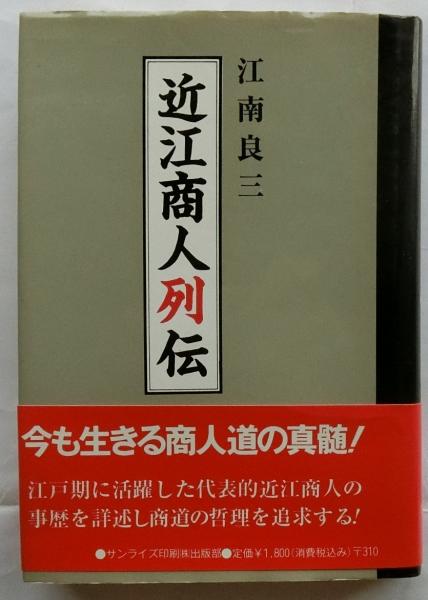 江南良三
近江商人列伝
今も生きる商人道の真髄!
江戸期に活躍した代表的近江商人の
事歴を詳述し商道の哲理を追求する!
●サンライズ印刷㈱出版部●定価¥1,800(消費税込み)〒310